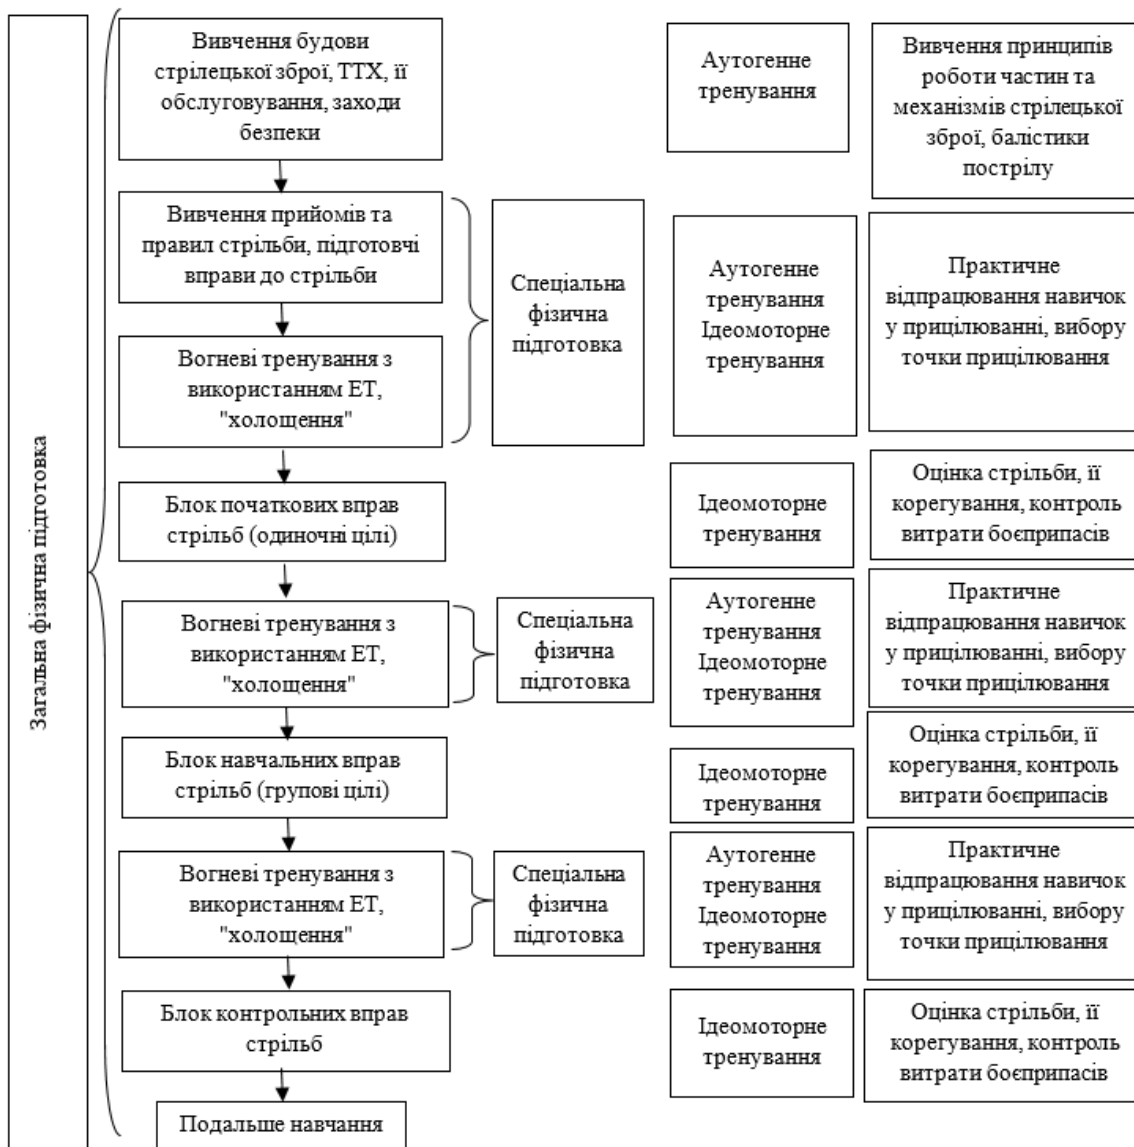 Загальна фізична підготовка
Вивчення будови
стрілецької зброї, ТТХ, її
обслуговування, заходи
безпеки
Аутогенне
тренування
Вивчення принципів
роботи частин та
механізмів стрілецької
зброї, балістики
пострілу
Вивчення прийомів та
правил стрільби, підготовчі
вправи до стрільби
Вогневі тренування з
використанням ЕТ,
"холощення"
Спеціальна
фізична
підготовка
Аутогенне
тренування
Ідеомоторне
тренування
Практичне
відпрацювання навичок
у прицілюванні, вибору
точки прицілювання
Блок початкових вправ
стрільб (одиночні цілі)
Ідеомоторне
тренування
Оцінка стрільби, її
корегування, контроль
витрати боєприпасів
Вогневі тренування з
використанням ЕТ,
"холощення"
Спеціальна
фізична
підготовка
Аутогенне
тренування
Ідеомоторне
тренування
Практичне
відпрацювання навичок
у прицілюванні, вибору
точки прицілювання
Блок навчальних вправ
стрільб (групові цілі)
Ідеомоторне
тренування
Оцінка стрільби, її
корегування, контроль
витрати боєприпасів
Вогневі тренування з
використанням ЕТ,
"холощення"
Спеціальна
фізична
підготовка
Аутогенне
тренування
Ідеомоторне
тренування
Практичне
відпрацювання навичок
у прицілюванні, вибору
точки прицілювання
Блок контрольних вправ
стрільб
Ідеомоторне
тренування
Оцінка стрільби, її
корегування, контроль
витрати боєприпасів
Подальше навчання